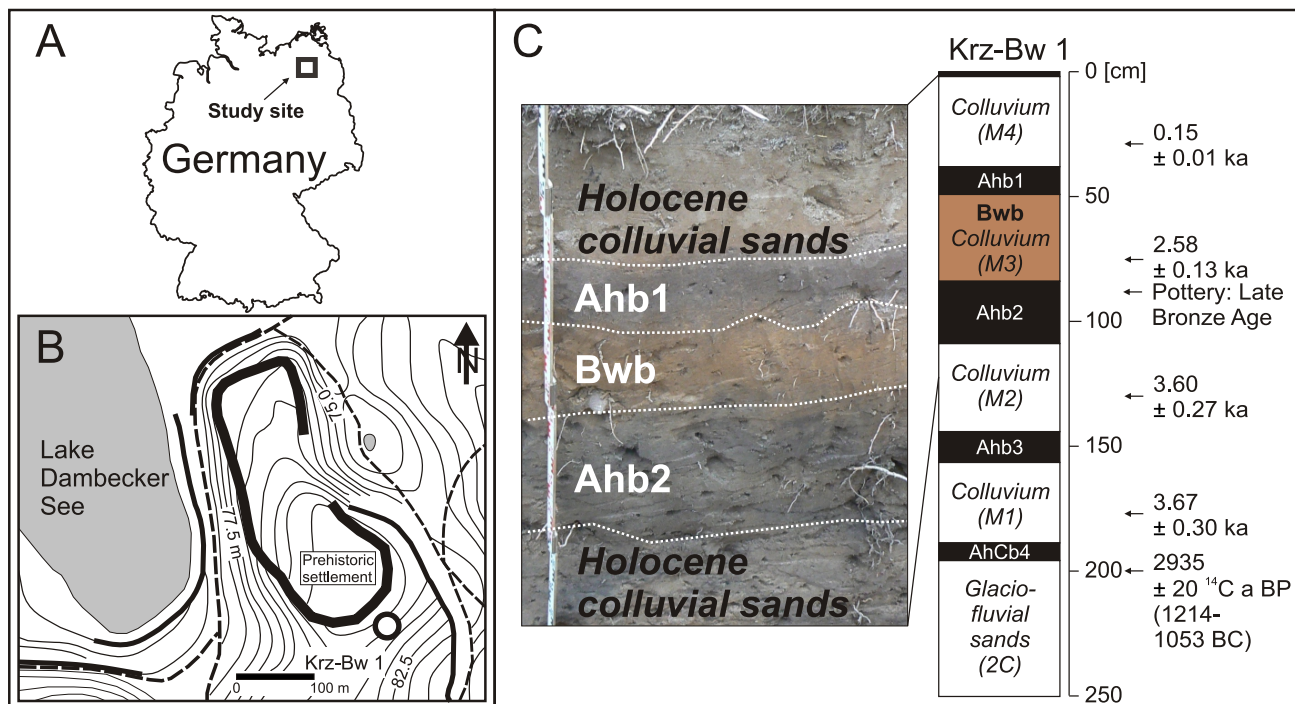 A
Study site
Germany
B
N
Lake
Dambecker
See
75.0
77.5 m
Prehistoric
settlement
Krz-Bw 1
0
100 m
82.5
C
Holocene
colluvial sands
Ahb1
Bwb
Ahb2
Holocene
colluvial sands
Krz-Bw 1
0 [cm]
50
100
150
200
250
Colluvium
(M4)
Ahb1
Bwb
Colluvium
(M3)
Ahb2
Colluvium
(M2)
Ahb3
Colluvium
(M1)
AhCb4
Glacio-
fluvial
sands
(2C)
0.15
± 0.01 ka
2.58
± 0.13 ka
Pottery: Late
Bronze Age
3.60
± 0.27 ka
3.67
± 0.30 ka
2935
± 20 ¹⁴C a BP
(1214-
1053 BC)